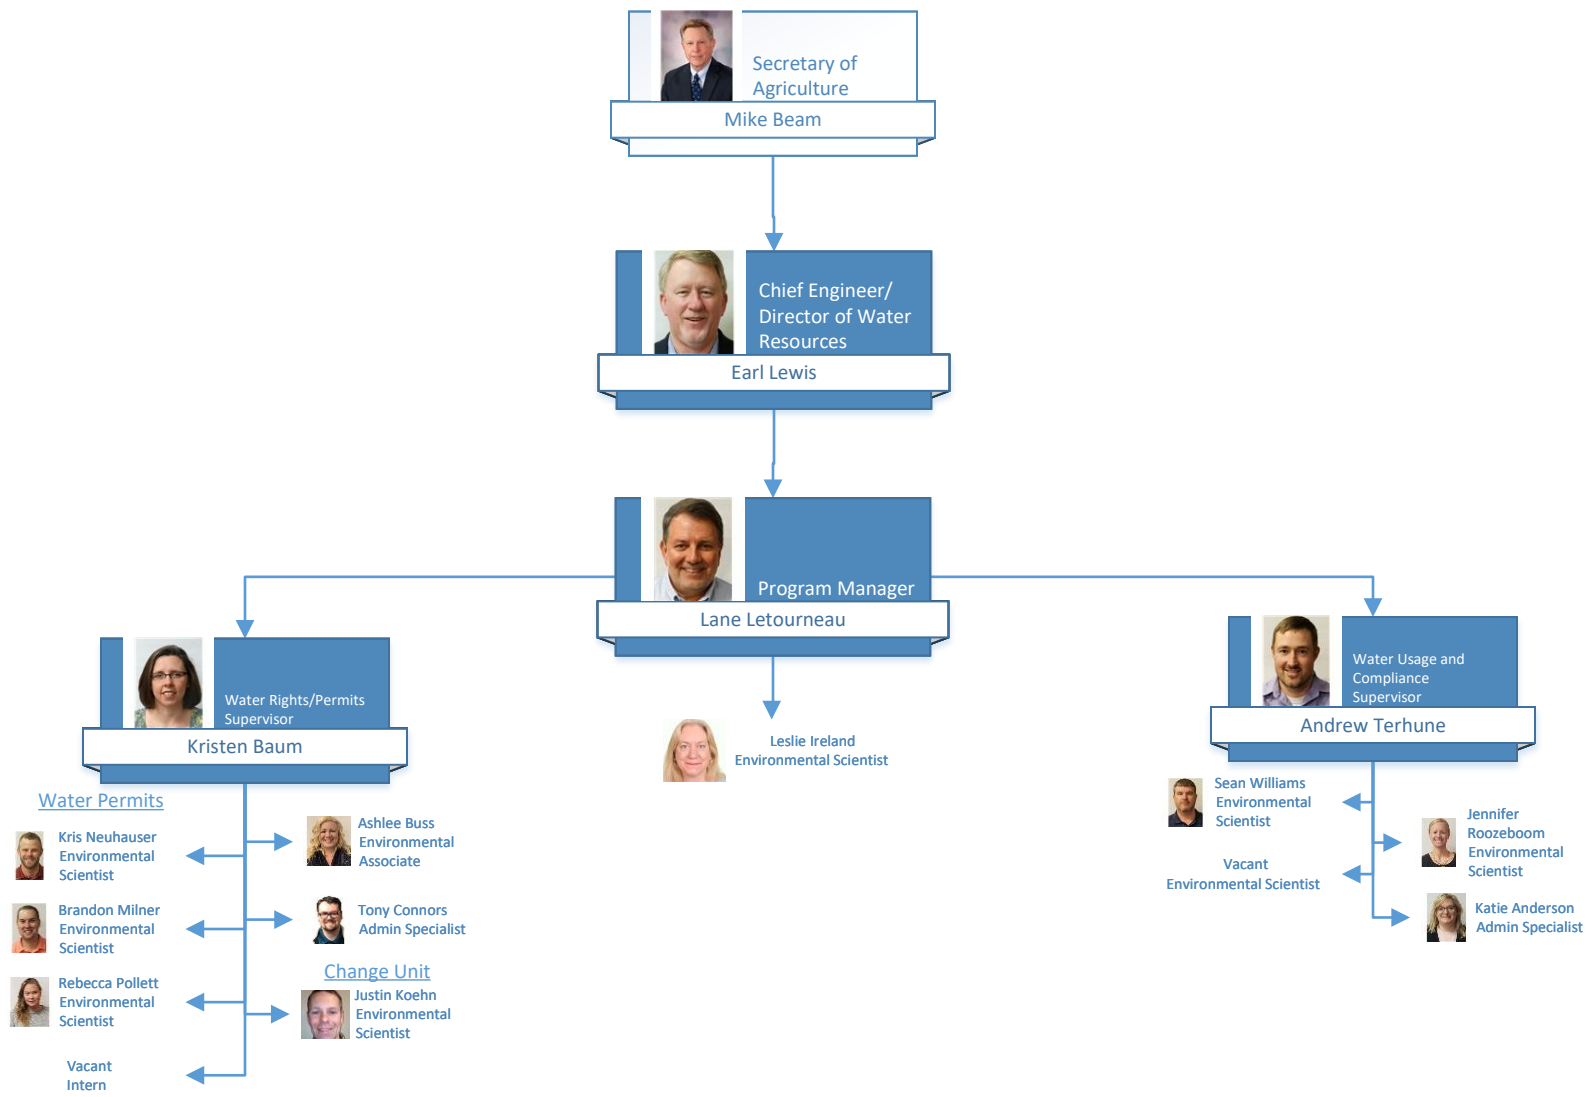 Secretary of
Agriculture
Mike Beam
Chief Engineer/
Director of Water
Resources
Earl Lewis
Program Manager
Lane Letourneau
Water Rights/Permits
Supervisor
Kristen Baum
Water Usage and
Compliance
Supervisor
Andrew Terhune
Leslie Ireland
Environmental Scientist
Water Permits
Kris Neuhauser
Environmental
Scientist
Brandon Milner
Environmental
Scientist
Rebecca Pollett
Environmental
Scientist
Vacant
Intern
Ashlee Buss
Environmental
Associate
Tony Connors
Admin Specialist
Change Unit
Justin Koehn
Environmental
Scientist
Sean Williams
Environmental
Scientist
Vacant
Environmental Scientist
Jennifer
Roozeboom
Environmental
Scientist
Katie Anderson
Admin Specialist